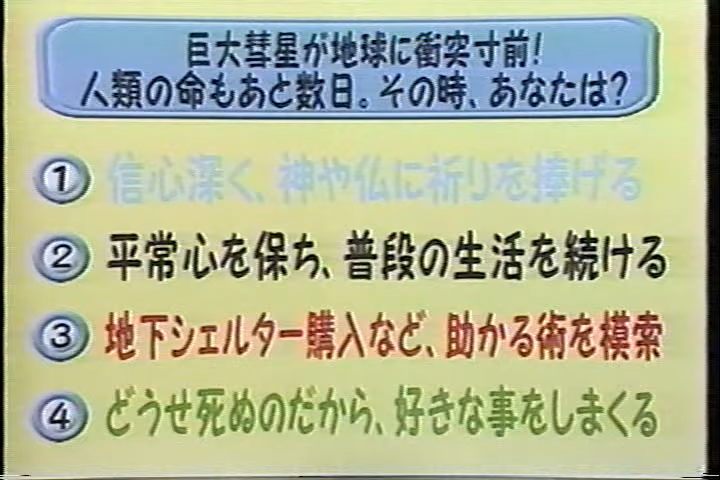 巨大彗星が地球に衝突寸前!
人類の命もあと数日。その時、あなたは?
① 信心深く、神や仏に祈りを捧げる
② 平常心を保ち、普段の生活を続ける
③ 地下シェルター購入など、助かる術を模索
④ どうせ死ぬのだから、好きな事をしまくる